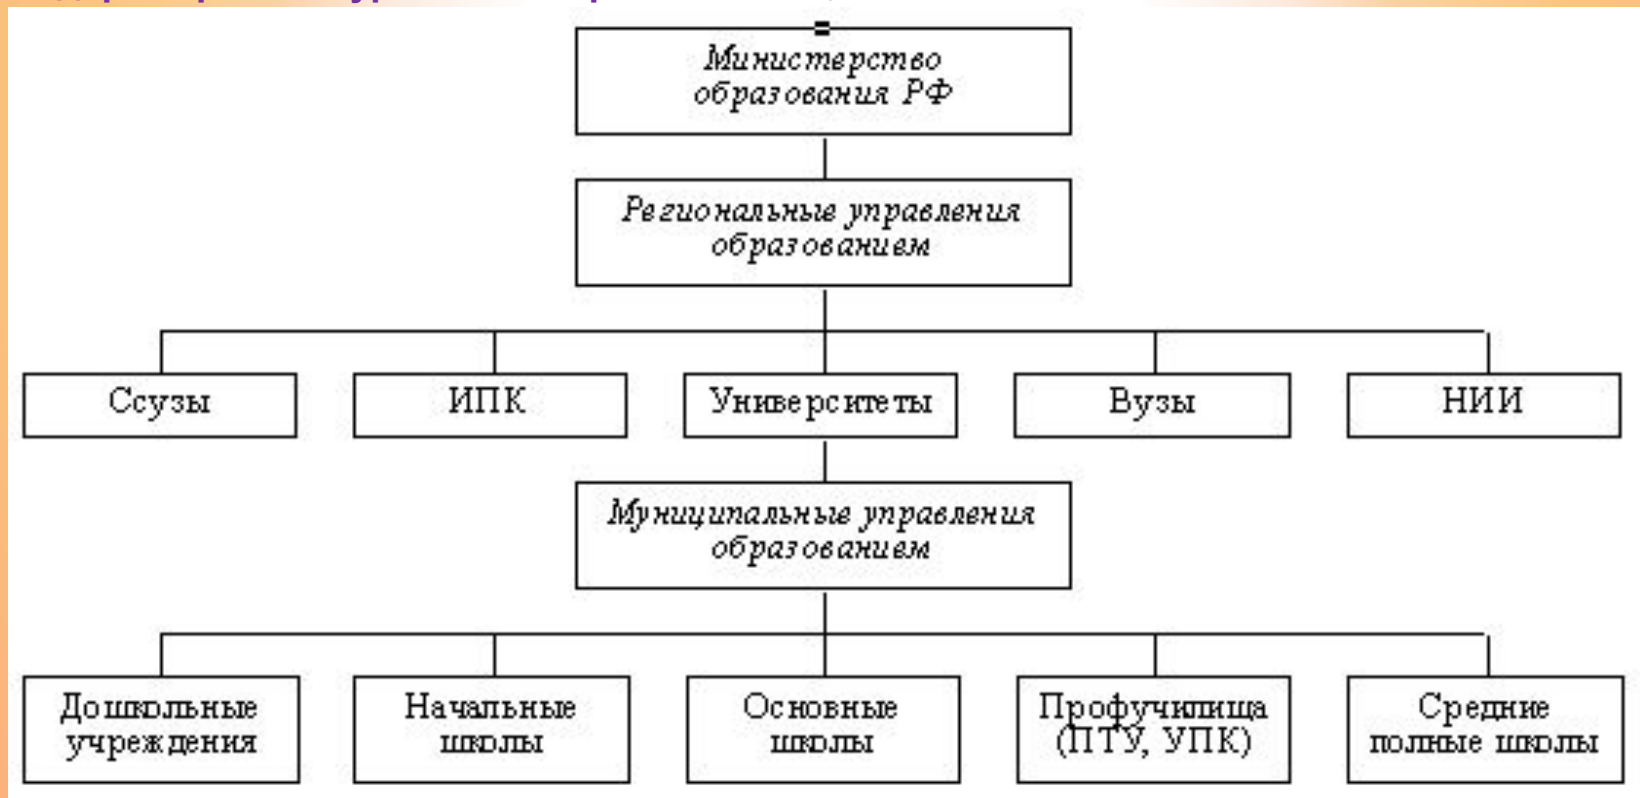 Министерство
образования РФ
Региональные управления
образованием
Ссузы
ИПК
Университеты
Вузы
НИИ
Муниципальные управления
образованием
Дошкольные
учреждения
Начальные
школы
Основные
школы
Профучилища
(ПТУ, УПК)
Средние
полные школы